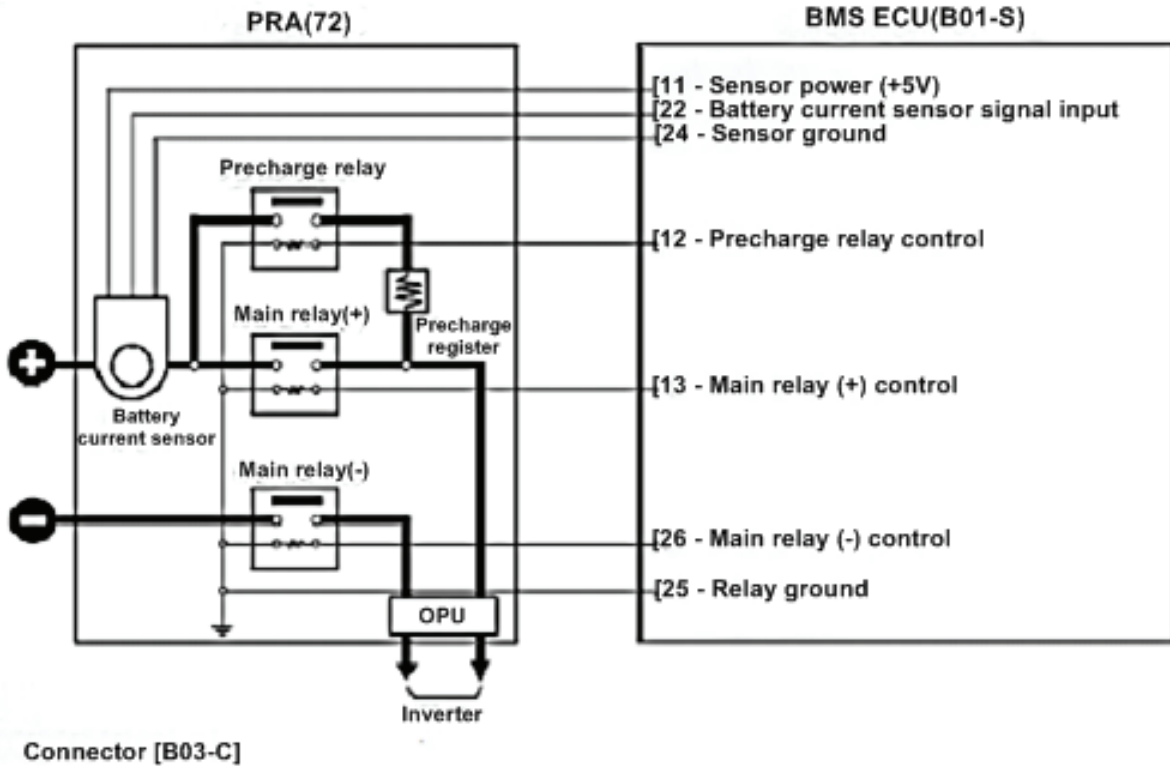 PRA(72)
BMS ECU(B01-S)
[11 - Sensor power (+5V)
[22 - Battery current sensor signal input
[24 - Sensor ground
Precharge relay
[12 - Precharge relay control
Main relay(+)
Precharge
register
[13 - Main relay (+) control
Battery
current sensor
Main relay(-)
[26 - Main relay (-) control
[25 - Relay ground
OPU
Inverter
Connector [B03-C]